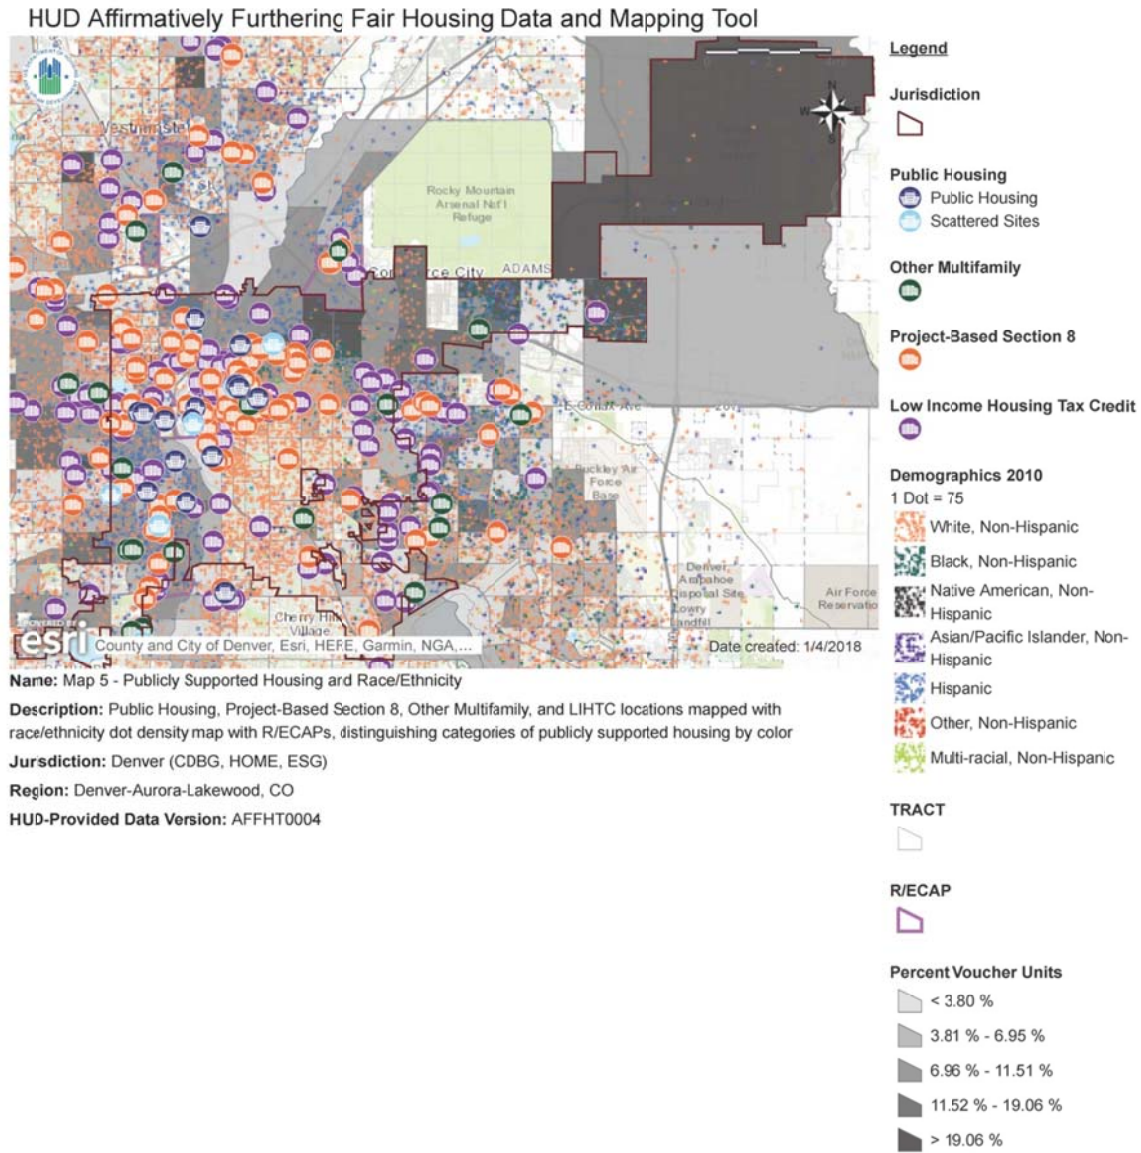 HUD Affirmatively Furthering Fair Housing Data and Mapping Tool
Westminster
Rocky Mountain
Arsenal Nat'l
Refuge
ADAMS
N
W
E
S
E Colfax Ave
Buckley Air
Force
Base
Denver
Arapahoe
Disposal Site
Lowry
Landfill
Air Force
Cherry Hills
Village
POWERED BY
esri
County and City of Denver, Esri, HERE, Garmin, NGA,...
Date created: 1/4/2018
Name: Map 5 - Publicly Supported Housing and Race/Ethnicity
Description: Public Housing, Project-Based Section 8, Other Multifamily, and LIHTC locations mapped with
race/ethnicity dot density map with R/ECAPs, distinguishing categories of publicly supported housing by color
Jursdiction: Denver (CDBG, HOME, ESG)
Region: Denver-Aurora-Lakewood, CO
HUD-Provided Data Version: AFFHT0004
Legend
Jurisdiction
Public Housing
Public Housing
Scattered Sites
Other Multifamily
Project-Based Section 8
Low Income Housing Tax Credit
Demographics 2010
1 Dot = 75
White, Non-Hispanic
Black, Non-Hispanic
Native American, Non-
Hispanic
Asian/Pacific Islander, Non-
Hispanic
Hispanic
Other, Non-Hispanic
Multi-racial, Non-Hispanic
TRACT
R/ECAP
Percent Voucher Units
< 3.80 %
3.81 % - 6.95 %
6.96 % - 11.51 %
11.52 % - 19.06 %
> 19.06 %